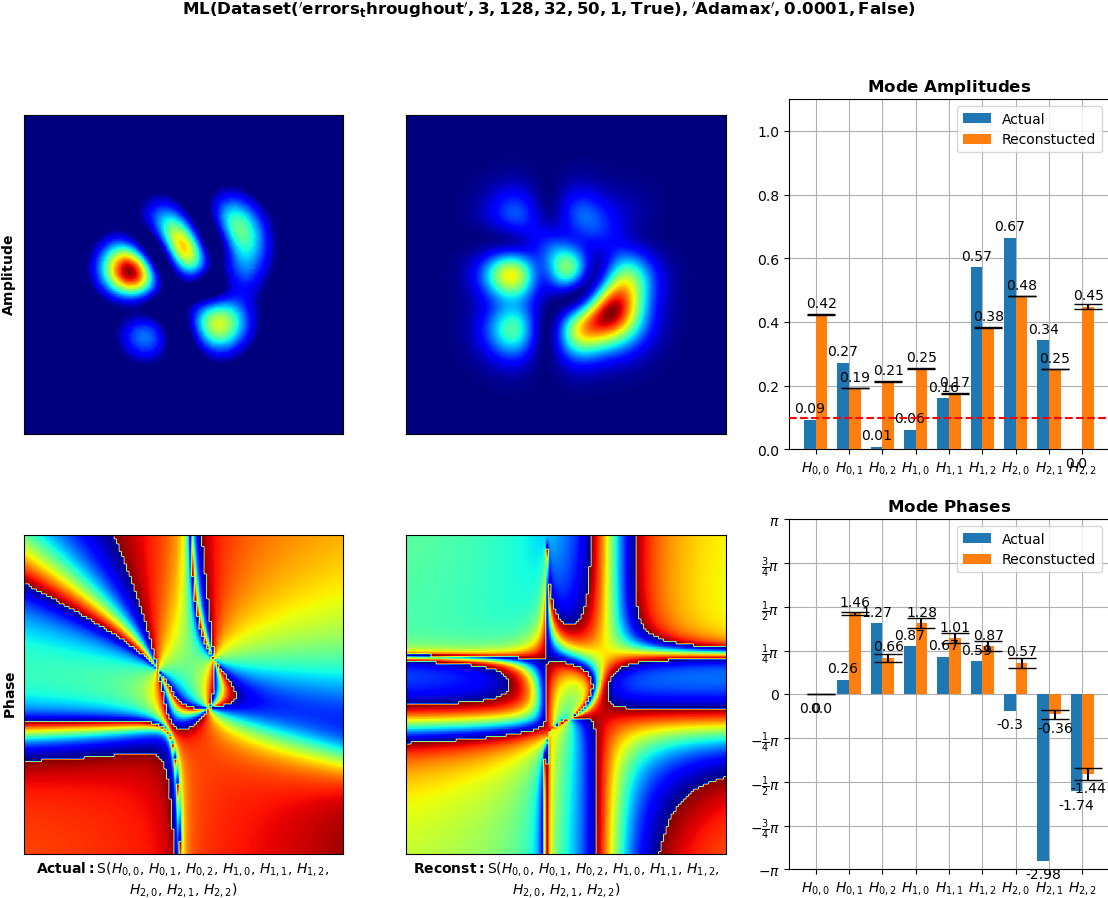 ML(Dataset('errors_throughout', 3, 128, 32, 50, 1, True), 'Adamax', 0.0001, False)
Amplitude
Mode Amplitudes
Actual
Reconstucted
1.0
0.8
0.6
0.4
0.2
0.0
0.09
0.42
0.27
0.19
0.01
0.21
0.06
0.25
0.16
0.17
0.57
0.38
0.67
0.48
0.34
0.25
0.0
0.45
H0,0 H0,1 H0,2 H1,0 H1,1 H1,2 H2,0 H2,1 H2,2
Phase
Mode Phases
Actual
Reconstucted
π
3/4π
1/2π
1/4π
0
−1/4π
−1/2π
−3/4π
−π
0.0
0.0
0.26
1.46
1.27
0.66
0.87
1.28
0.67
1.01
0.59
0.87
-0.3
0.57
-2.98
-0.36
-1.74
-1.44
H0,0 H0,1 H0,2 H1,0 H1,1 H1,2 H2,0 H2,1 H2,2
Actual: S(H0,0, H0,1, H0,2, H1,0, H1,1, H1,2,
H2,0, H2,1, H2,2)
Reconst: S(H0,0, H0,1, H0,2, H1,0, H1,1, H1,2,
H2,0, H2,1, H2,2)